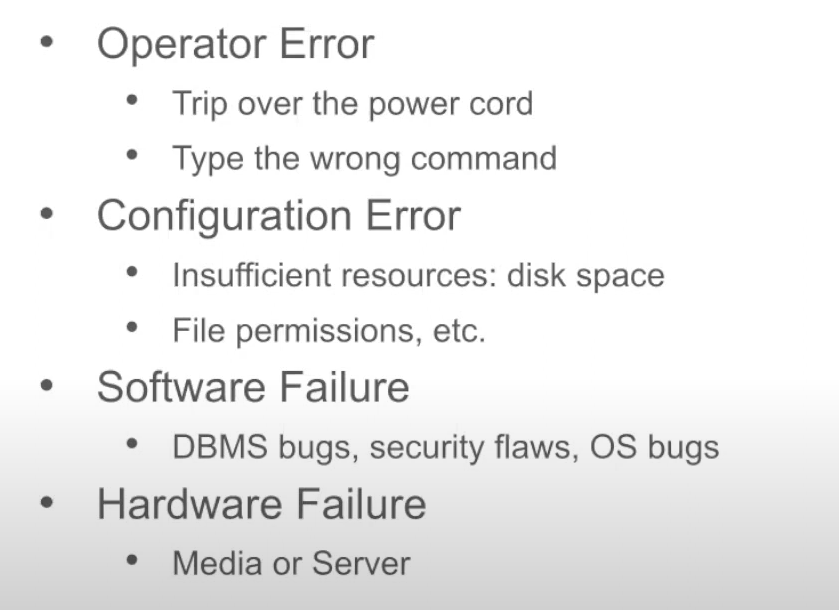 • Operator Error
• Trip over the power cord
• Type the wrong command
• Configuration Error
• Insufficient resources: disk space
• File permissions, etc.
• Software Failure
• DBMS bugs, security flaws, OS bugs
• Hardware Failure
• Media or Server